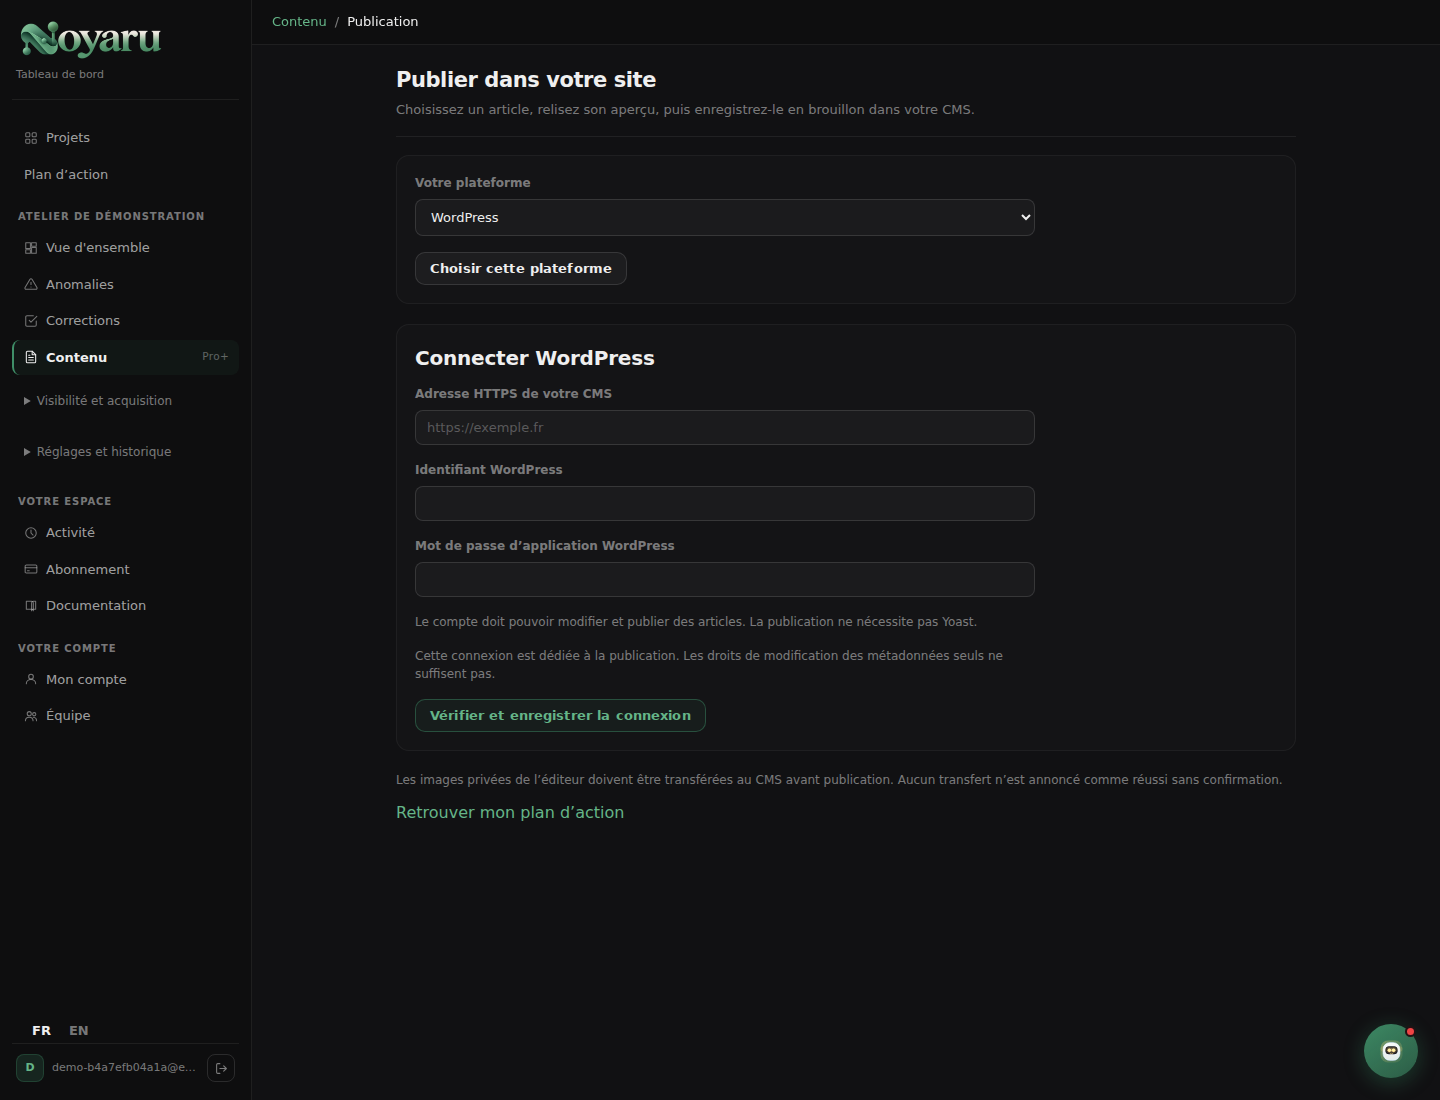 Noyaru
Tableau de bord
Projets
Plan d’action
ATELIER DE DÉMONSTRATION
Vue d'ensemble
Anomalies
Corrections
Contenu Pro+
Visibilité et acquisition
Réglages et historique
VOTRE ESPACE
Activité
Abonnement
Documentation
VOTRE COMPTE
Mon compte
Équipe
FR EN
D demo-b4a7efb04a1a@e...
Contenu / Publication
Publier dans votre site
Choisissez un article, relisez son aperçu, puis enregistrez-le en brouillon dans votre CMS.
Votre plateforme
WordPress
Choisir cette plateforme
Connecter WordPress
Adresse HTTPS de votre CMS
https://exemple.fr
Identifiant WordPress
Mot de passe d’application WordPress
Le compte doit pouvoir modifier et publier des articles. La publication ne nécessite pas Yoast.
Cette connexion est dédiée à la publication. Les droits de modification des métadonnées seuls ne
suffisent pas.
Vérifier et enregistrer la connexion
Les images privées de l’éditeur doivent être transférées au CMS avant publication. Aucun transfert n’est annoncé comme réussi sans confirmation.
Retrouver mon plan d’action